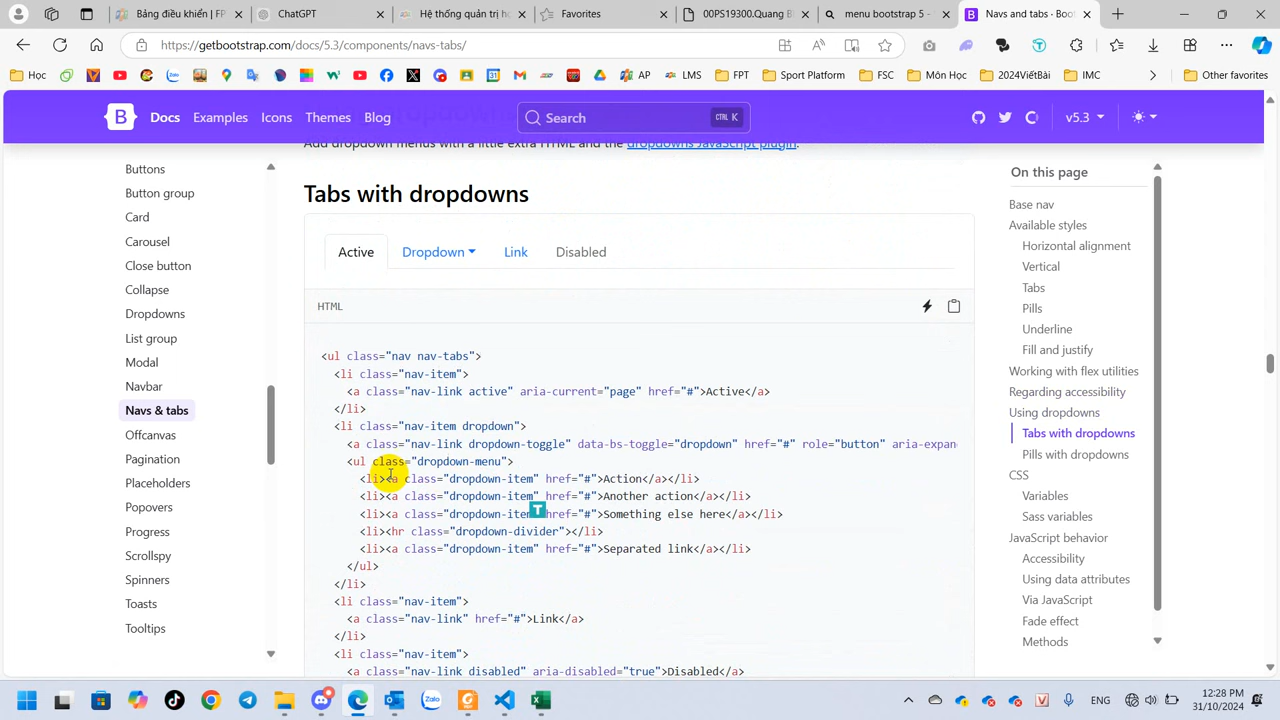 Bảng điều khiển | FP
ChatGPT
Hệ thống quản trị họ
Favorites
00PS19300.Quang B
menu bootstrap 5 -
Navs and tabs · Boo
https://getbootstrap.com/docs/5.3/components/navs-tabs/
Học
AP
LMS
FPT
Sport Platform
FSC
Môn Học
2024ViếtBài
IMC
Other favorites
B
Docs
Examples
Icons
Themes
Blog
Search
CTRL K
v5.3
Buttons
Button group
Card
Carousel
Close button
Collapse
Dropdowns
List group
Modal
Navbar
Navs & tabs
Offcanvas
Pagination
Placeholders
Popovers
Progress
Scrollspy
Spinners
Toasts
Tooltips
Add dropdown menus with a little extra HTML and the dropdowns JavaScript plugin.
Tabs with dropdowns
Active
Dropdown
Link
Disabled
HTML
<ul class="nav nav-tabs">
<li class="nav-item">
<a class="nav-link active" aria-current="page" href="#">Active</a>
</li>
<li class="nav-item dropdown">
<a class="nav-link dropdown-toggle" data-bs-toggle="dropdown" href="#" role="button" aria-expan
<ul class="dropdown-menu">
<li><a class="dropdown-item" href="#">Action</a></li>
<li><a class="dropdown-item" href="#">Another action</a></li>
<li><a class="dropdown-item" href="#">Something else here</a></li>
<li><hr class="dropdown-divider"></li>
<li><a class="dropdown-item" href="#">Separated link</a></li>
</ul>
</li>
<li class="nav-item">
<a class="nav-link" href="#">Link</a>
</li>
<li class="nav-item">
<a class="nav-link disabled" aria-disabled="true">Disabled</a>
On this page
Base nav
Available styles
Horizontal alignment
Vertical
Tabs
Pills
Underline
Fill and justify
Working with flex utilities
Regarding accessibility
Using dropdowns
Tabs with dropdowns
Pills with dropdowns
CSS
Variables
Sass variables
JavaScript behavior
Accessibility
Using data attributes
Via JavaScript
Fade effect
Methods
Zalo
ENG
12:28 PM
31/10/2024